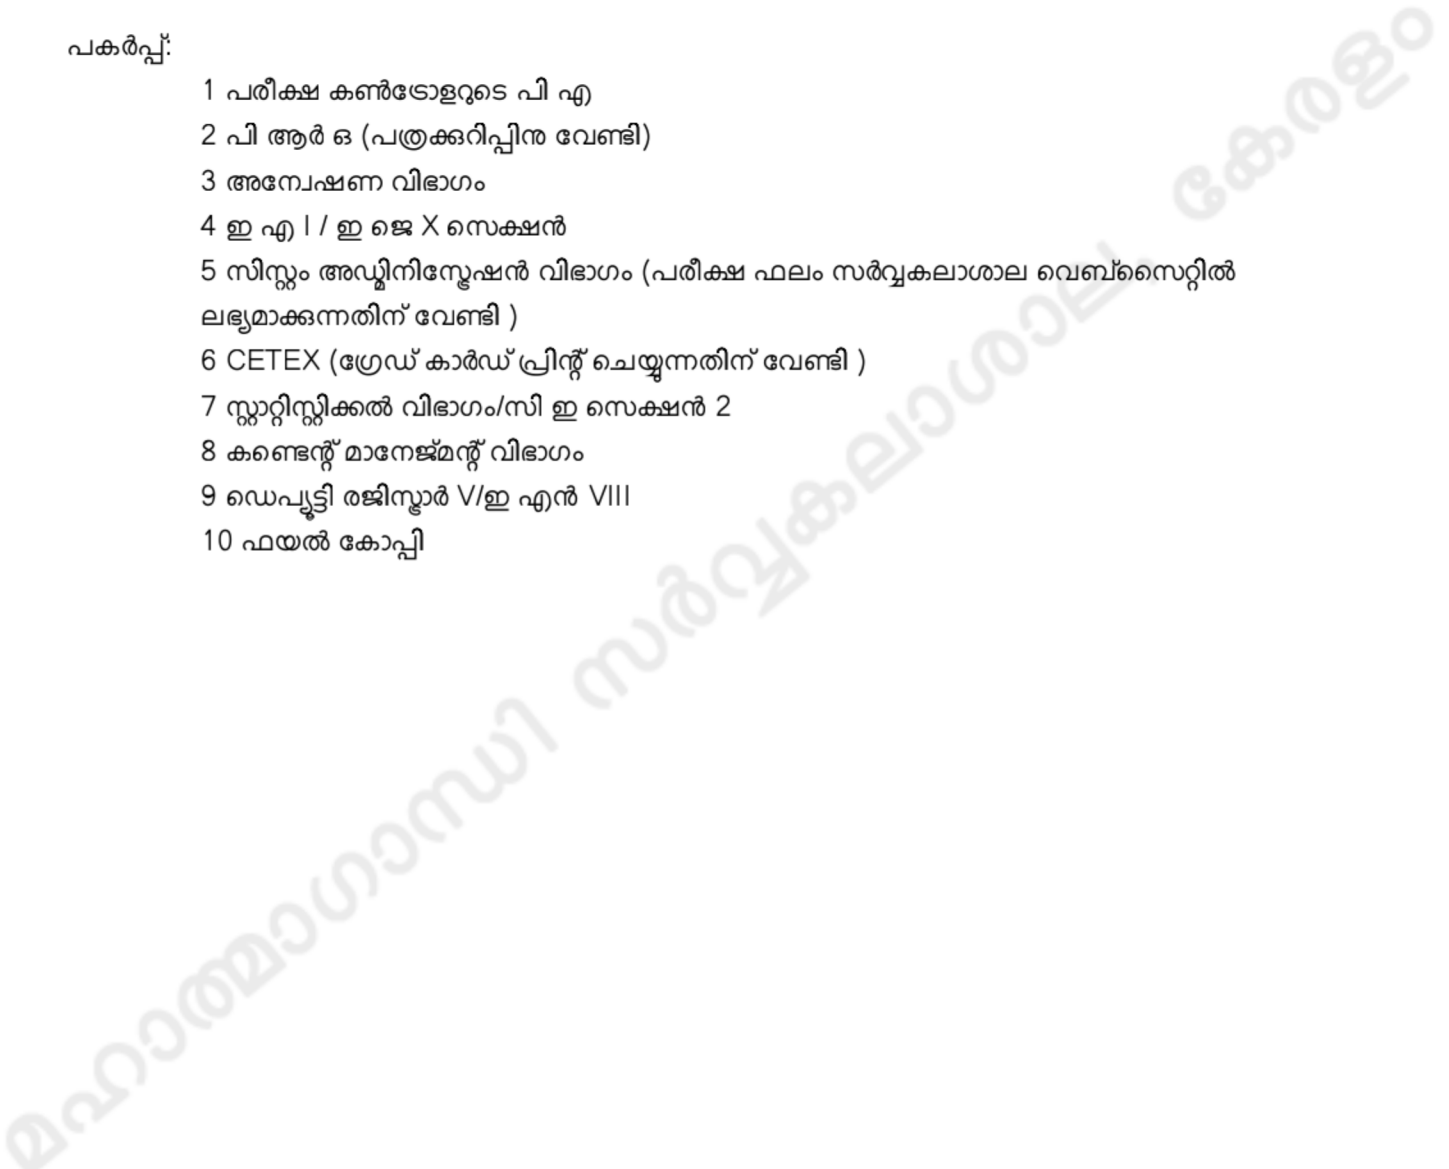 പകർപ്പ്:
1 പരീക്ഷ കൺട്രോളറുടെ പി എ
2 പി ആർ ഒ (പത്രക്കുറിപ്പിനു വേണ്ടി)
3 അന്വേഷണ വിഭാഗം
4 ഇ എ I / ഇ ജെ X സെക്ഷൻ
5 സിസ്റ്റം അഡ്മിനിസ്ട്രേഷൻ വിഭാഗം (പരീക്ഷ ഫലം സർവ്വകലാശാല വെബ്സൈറ്റിൽ
ലഭ്യമാക്കുന്നതിന് വേണ്ടി )
6 CETEX (ഗ്രേഡ് കാർഡ് പ്രിന്റ് ചെയ്യുന്നതിന് വേണ്ടി )
7 സ്റ്റാറ്റിസ്റ്റിക്കൽ വിഭാഗം/സി ഇ സെക്ഷൻ 2
8 കണ്ടെന്റ് മാനേജ്മന്റ് വിഭാഗം
9 ഡെപ്യൂട്ടി രജിസ്ട്രാർ V/ഇ എൻ VIII
10 ഫയൽ കോപ്പി
മഹാത്മാഗാന്ധി സർവ്വകലാശാല, കേരളം